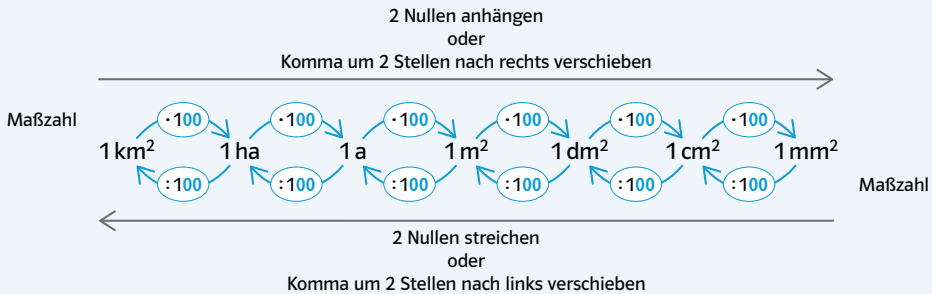 2 Nullen anhängen
oder
Komma um 2 Stellen nach rechts verschieben
Maßzahl
·100 ·100 ·100 ·100 ·100 ·100
1 km² 1 ha 1 a 1 m² 1 dm² 1 cm² 1 mm²
:100 :100 :100 :100 :100 :100
Maßzahl
2 Nullen streichen
oder
Komma um 2 Stellen nach links verschieben